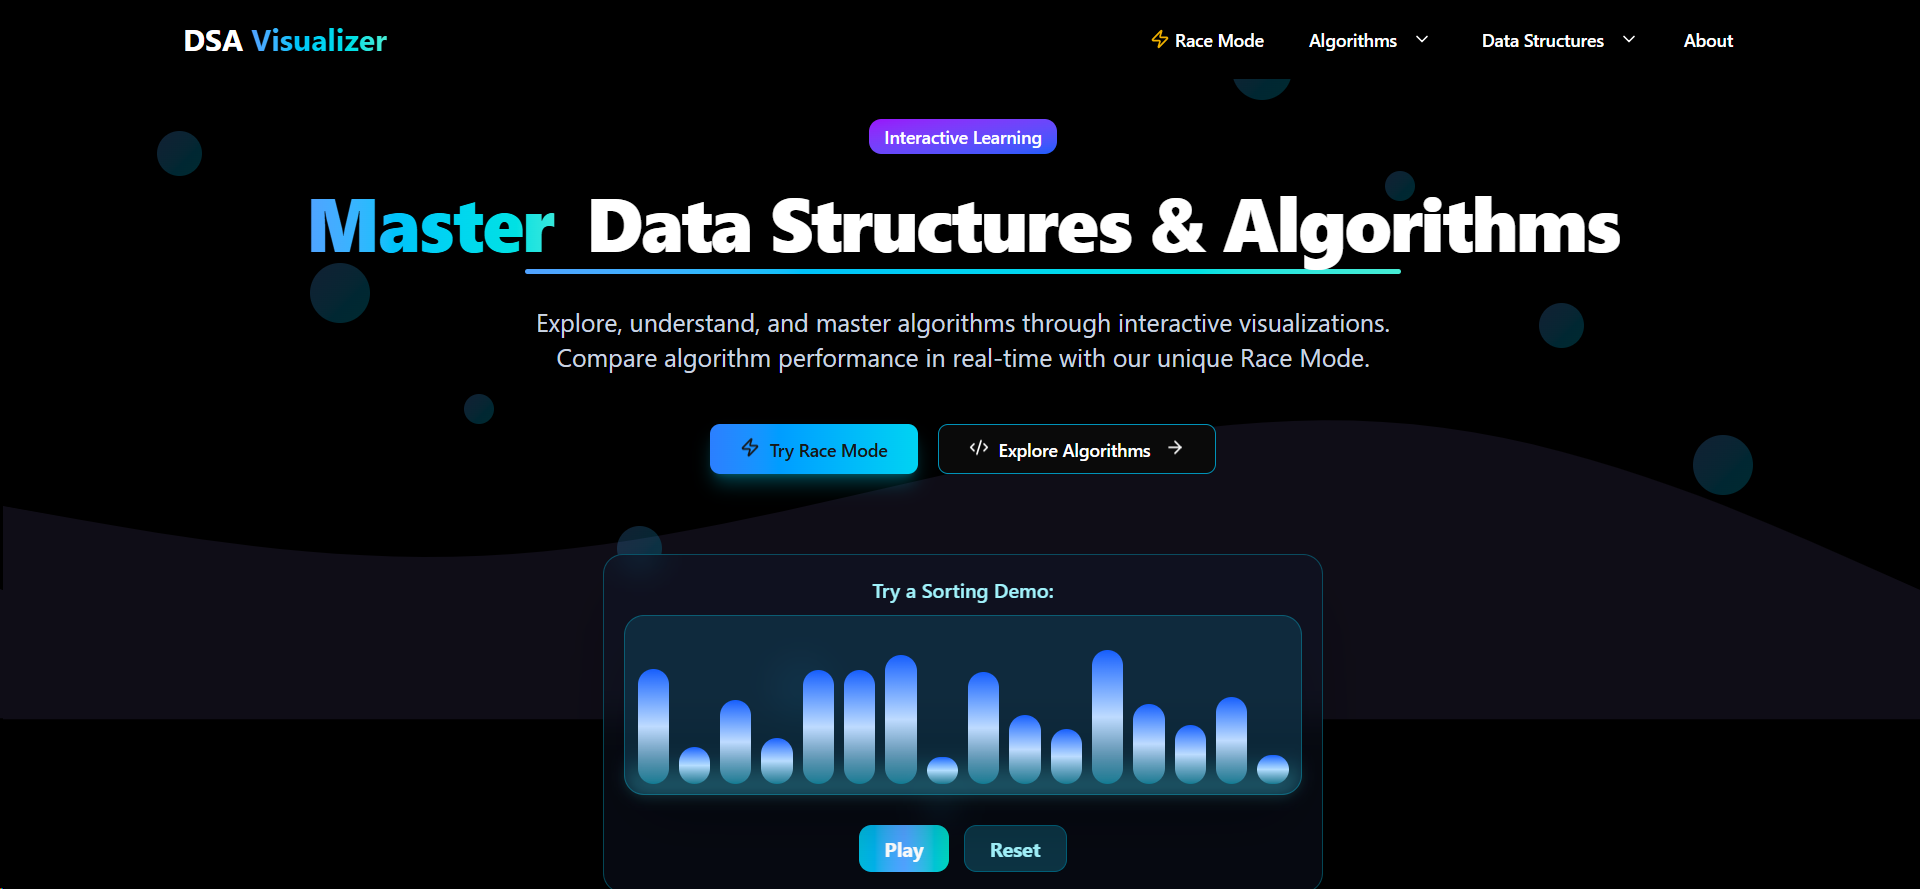 DSA Visualizer
Race Mode
Algorithms
Data Structures
About
Interactive Learning
Master Data Structures & Algorithms
Explore, understand, and master algorithms through interactive visualizations.
Compare algorithm performance in real-time with our unique Race Mode.
Try Race Mode
</> Explore Algorithms
Try a Sorting Demo:
Play
Reset